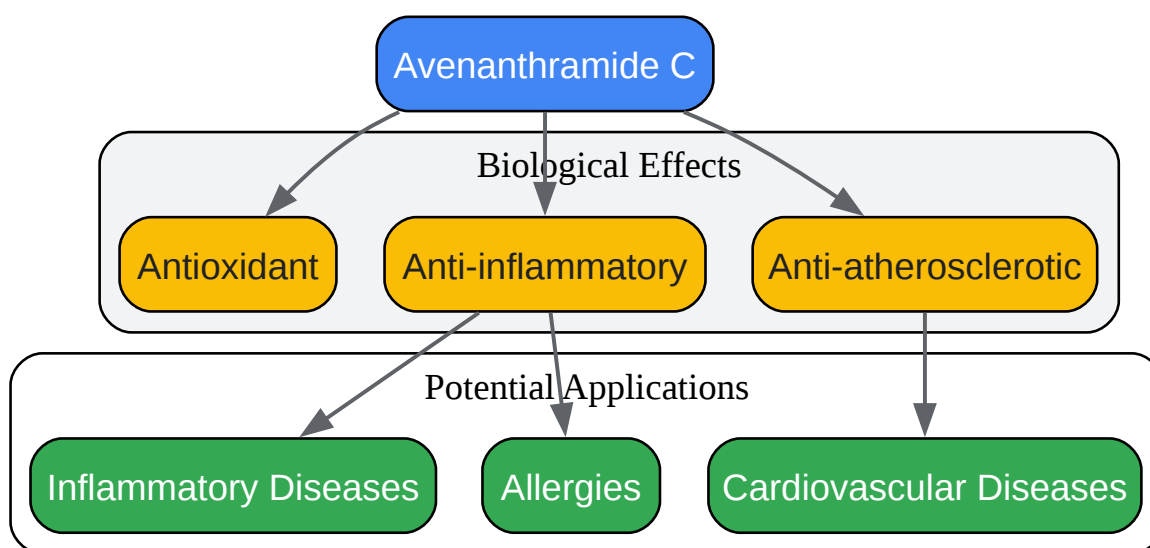 Avenanthramide C
Biological Effects
Antioxidant
Anti-inflammatory
Anti-atherosclerotic
Potential Applications
Inflammatory Diseases
Allergies
Cardiovascular Diseases